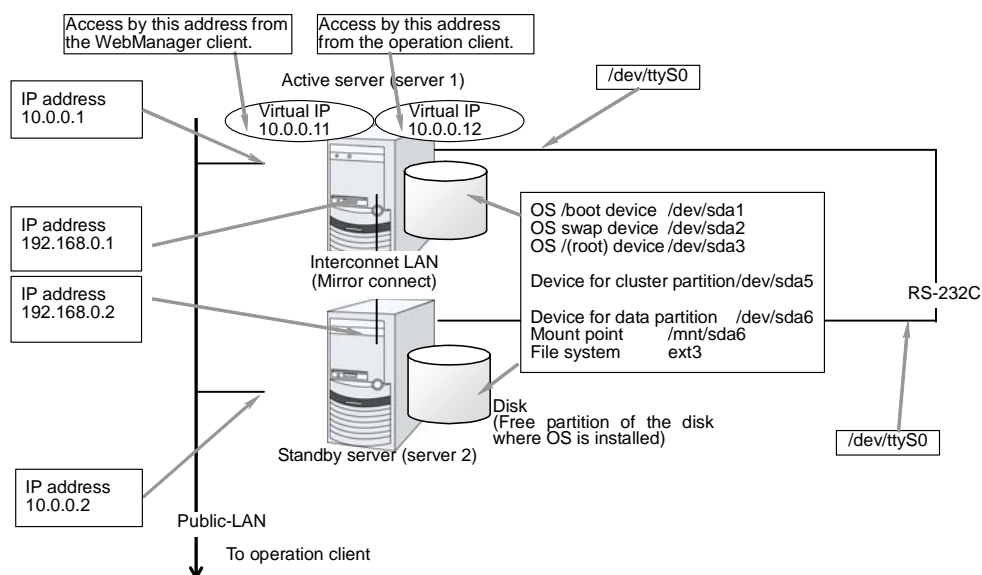 Access by this address from
the WebManager client.
Access by this address
from the operation client.
/dev/ttyS0
Active server (server 1)
IP address
10.0.0.1
Virtual IP
10.0.0.11
Virtual IP
10.0.0.12
IP address
192.168.0.1
OS /boot device /dev/sda1
OS swap device /dev/sda2
OS /(root) device /dev/sda3
Device for cluster partition/dev/sda5
Device for data partition /dev/sda6
Mount point /mnt/sda6
File system ext3
Interconnet LAN
(Mirror connect)
RS-232C
IP address
192.168.0.2
Disk
(Free partition of the disk
where OS is installed)
/dev/ttyS0
Standby server (server 2)
IP address
10.0.0.2
Public-LAN
To operation client